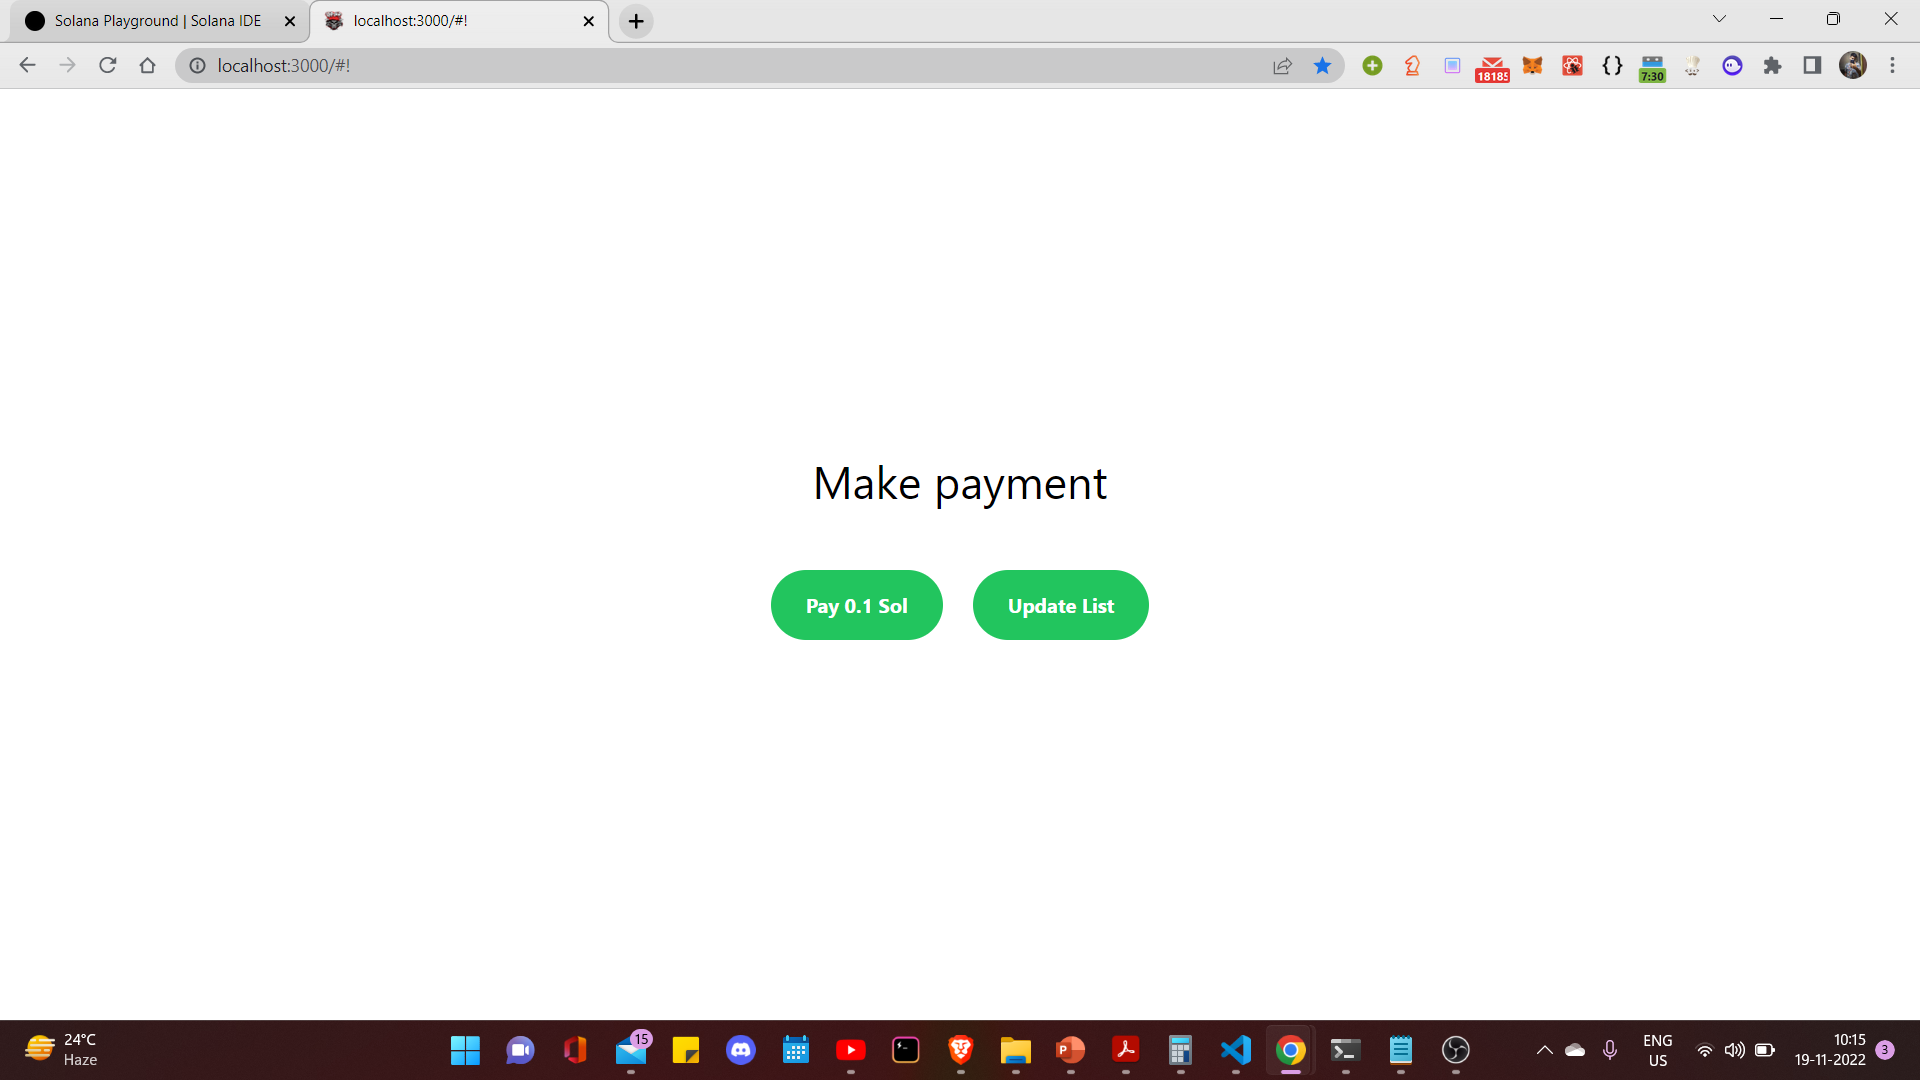 Solana Playground | Solana IDE
localhost:3000/#!
localhost:3000/#!
18185
7:30
Make payment
Pay 0.1 Sol
Update List
24°C
Haze
15
ENG
US
10:15
19-11-2022
3